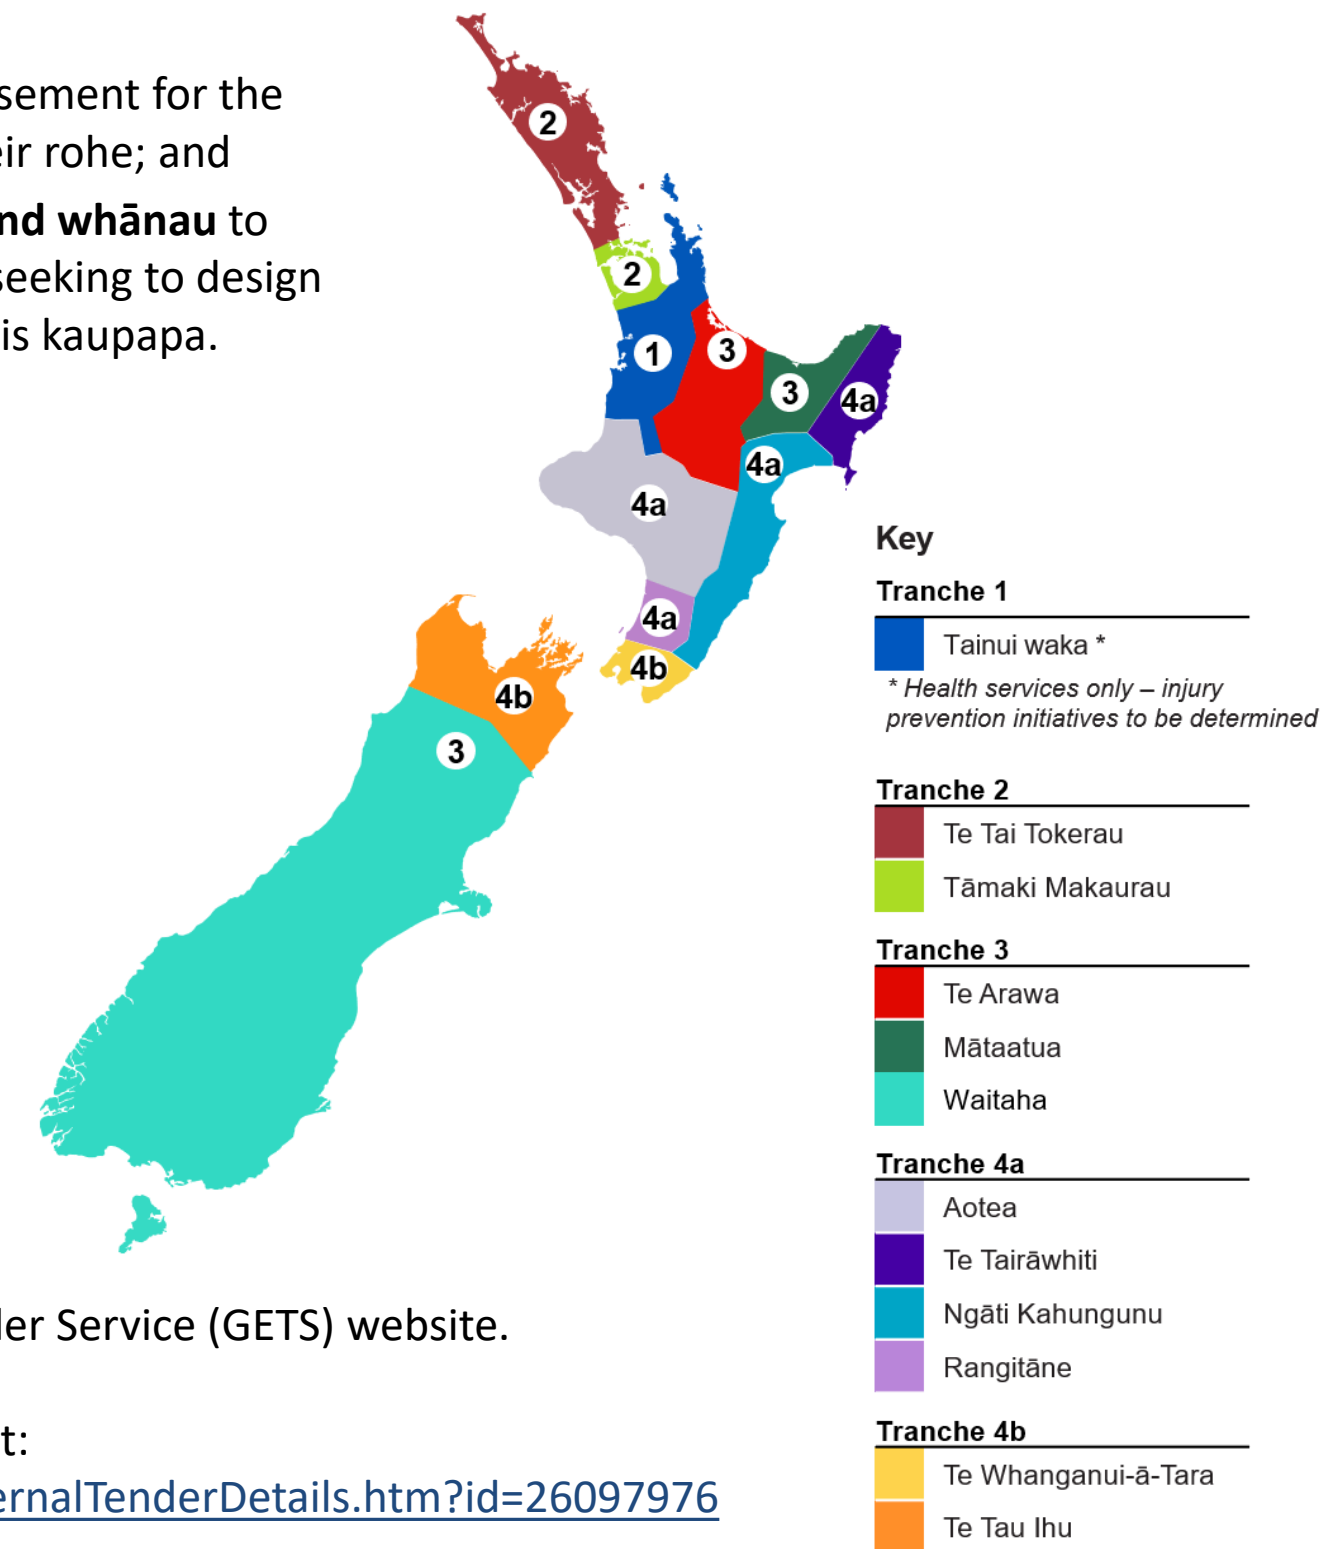 sement for the
eir rohe; and
nd whānau to
seeking to design
is kaupapa.
2
2
1
3
3
4a
4a
4a
4a
4b
4b
3
Key
Tranche 1
Tainui waka *
* Health services only – injury
prevention initiatives to be determined
Tranche 2
Te Tai Tokerau
Tāmaki Makaurau
Tranche 3
Te Arawa
Mātaatua
Waitaha
Tranche 4a
Aotea
Te Tairāwhiti
Ngāti Kahungunu
Rangitāne
Tranche 4b
Te Whanganui-ā-Tara
Te Tau Ihu
der Service (GETS) website.
t:
ernalTenderDetails.htm?id=26097976